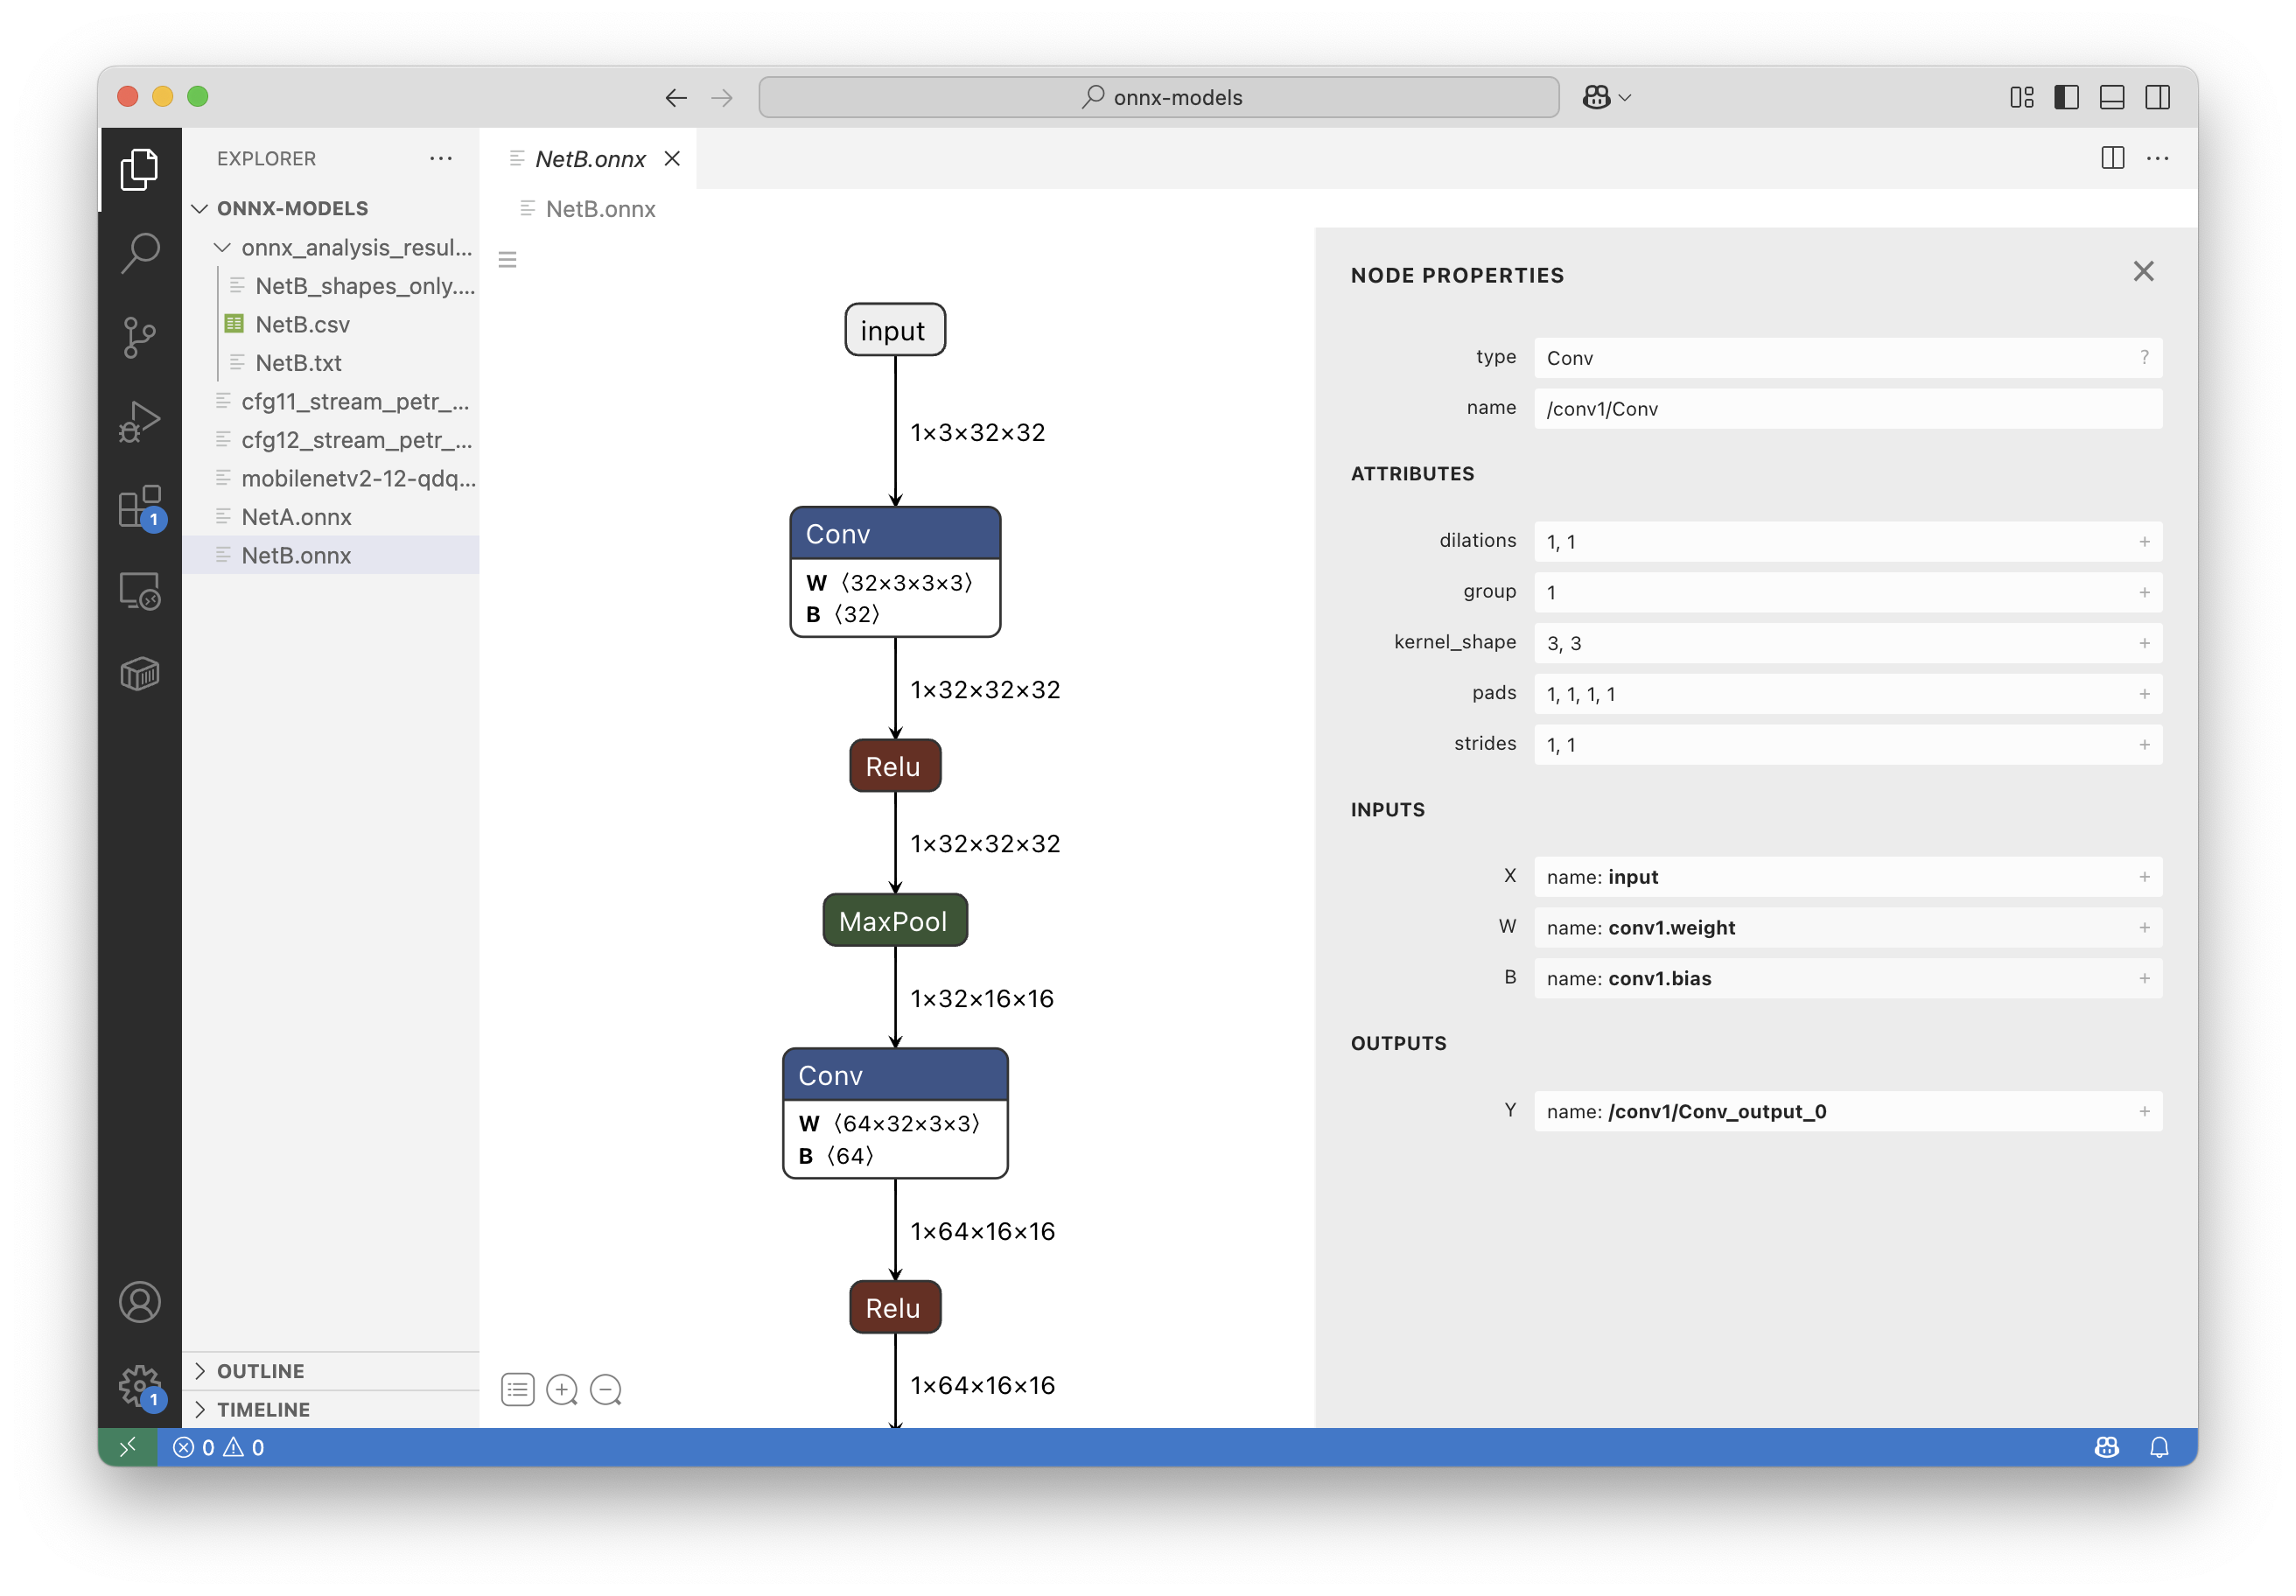 onnx-models
EXPLORER
ONNX-MODELS
onnx_analysis_resul...
NetB_shapes_only....
NetB.csv
NetB.txt
cfg11_stream_petr_...
cfg12_stream_petr_...
mobilenetv2-12-qdq...
NetA.onnx
NetB.onnx
OUTLINE
TIMELINE
1
1
NetB.onnx
NetB.onnx
input
1×3×32×32
Conv
W ⟨32×3×3×3⟩
B ⟨32⟩
1×32×32×32
Relu
1×32×32×32
MaxPool
1×32×16×16
Conv
W ⟨64×32×3×3⟩
B ⟨64⟩
1×64×16×16
Relu
1×64×16×16
NODE PROPERTIES
type Conv ?
name /conv1/Conv
ATTRIBUTES
dilations 1, 1 +
group 1 +
kernel_shape 3, 3 +
pads 1, 1, 1, 1 +
strides 1, 1 +
INPUTS
X name: input +
W name: conv1.weight +
B name: conv1.bias +
OUTPUTS
Y name: /conv1/Conv_output_0 +
0 0